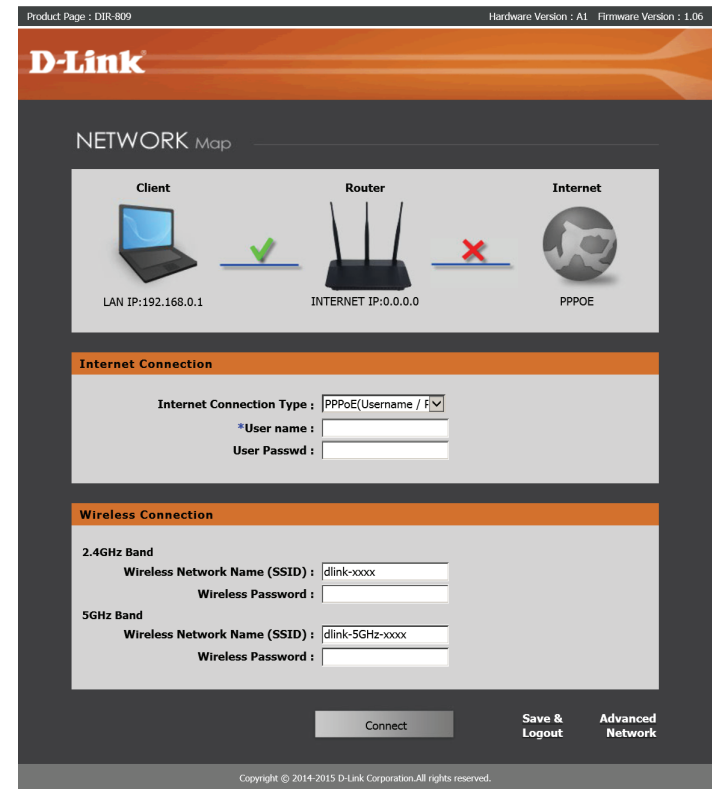 Product Page : DIR-809 Hardware Version : A1 Firmware Version : 1.06
D-Link
NETWORK Map
Client Router Internet
LAN IP:192.168.0.1 INTERNET IP:0.0.0.0 PPPOE
Internet Connection
Internet Connection Type : PPPoE(Username / P
*User name :
User Passwd :
Wireless Connection
2.4GHz Band
Wireless Network Name (SSID) : dlink-xxxx
Wireless Password :
5GHz Band
Wireless Network Name (SSID) : dlink-5GHz-xxxx
Wireless Password :
Connect Save & Logout Advanced Network
Copyright © 2014-2015 D-Link Corporation.All rights reserved.